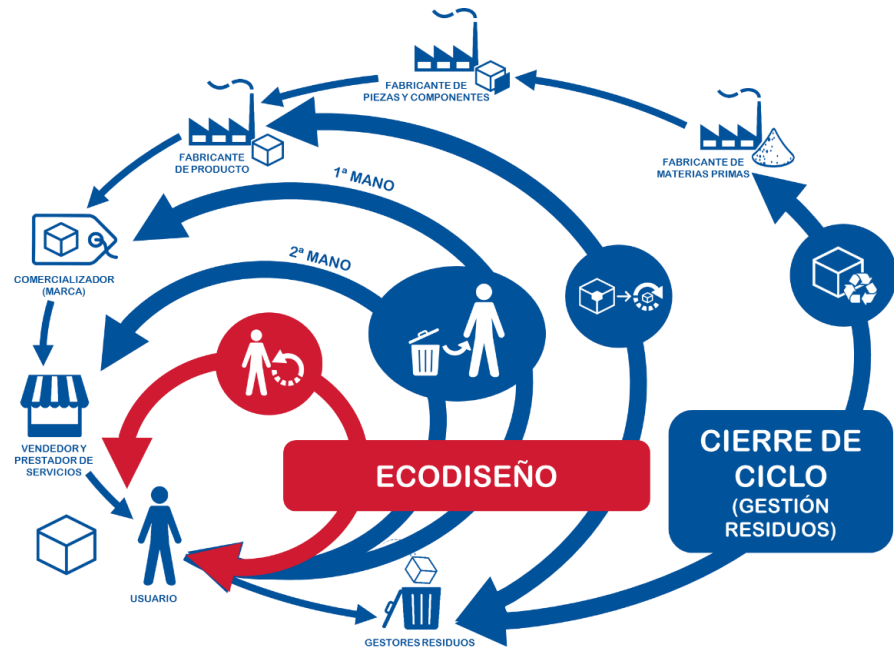 FABRICANTE DE
PIEZAS Y COMPONENTES
FABRICANTE
DE PRODUCTO
FABRICANTE DE
MATERIAS PRIMAS
1ª MANO
2ª MANO
COMERCIALIZADOR
(MARCA)
VENDEDOR Y
PRESTADOR DE
SERVICIOS
ECODISEÑO
CIERRE DE
CICLO
(GESTIÓN
RESIDUOS)
USUARIO
GESTORES RESIDUOS